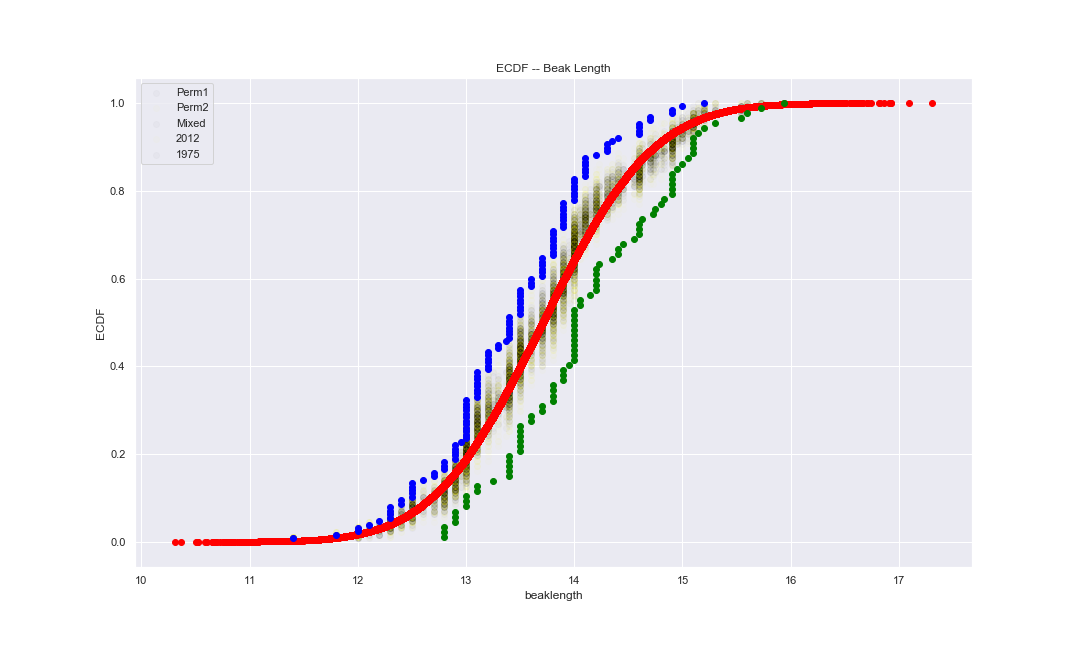 ECDF -- Beak Length
Perm1
Perm2
Mixed
2012
1975
1.0
0.8
0.6
0.4
0.2
0.0
ECDF
10 11 12 13 14 15 16 17
beaklength